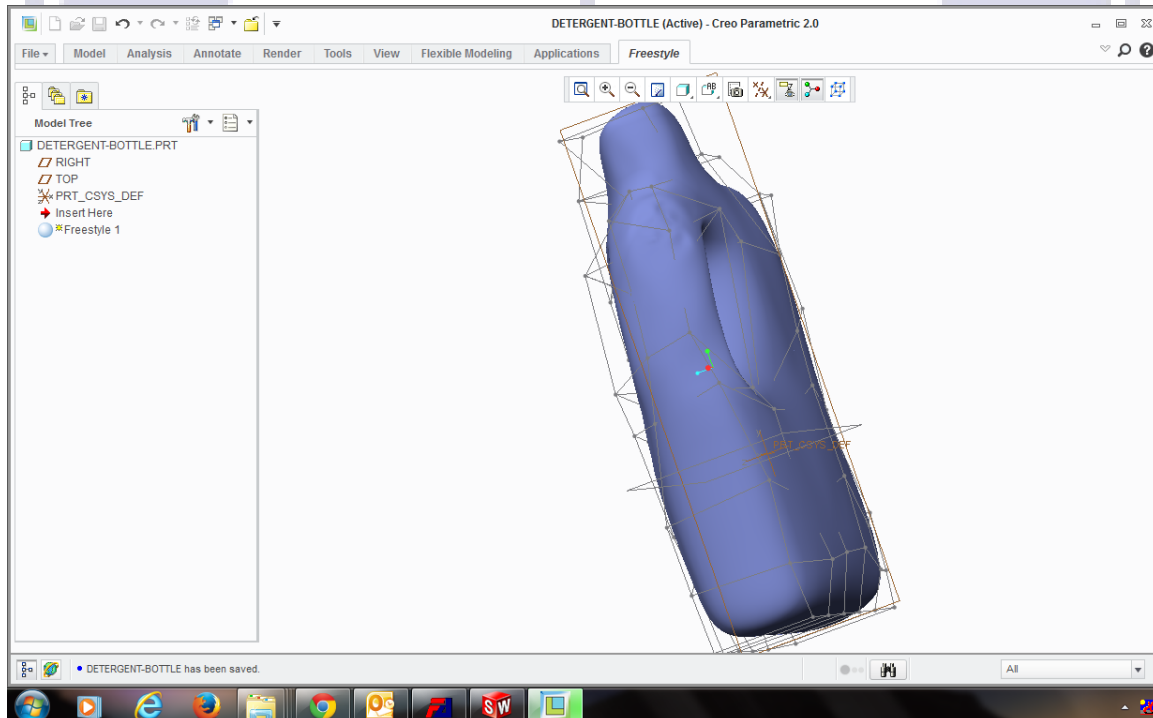 DETERGENT-BOTTLE (Active) - Creo Parametric 2.0
File Model Analysis Annotate Render Tools View Flexible Modeling Applications Freestyle
Model Tree
DETERGENT-BOTTLE.PRT
RIGHT
TOP
PRT_CSYS_DEF
Insert Here
Freestyle 1
PRT_CSYS_DEF
DETERGENT-BOTTLE has been saved.
All
SW